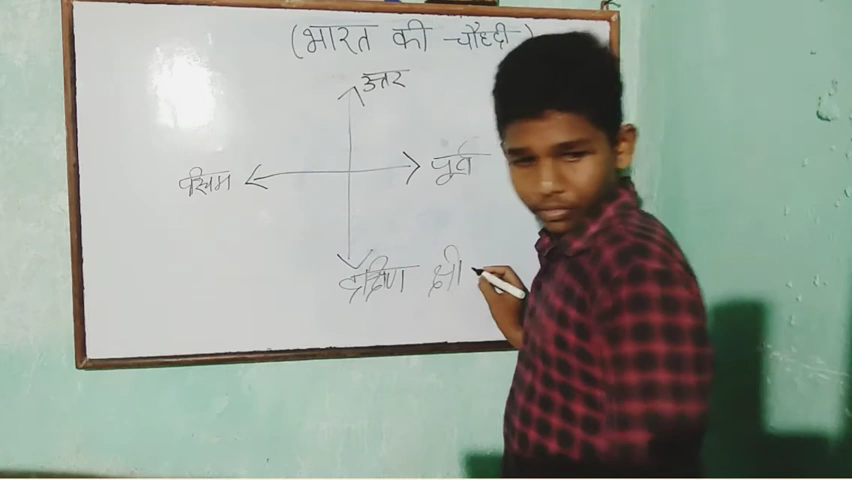 (भारत की चौहद्दी)
उत्तर
पश्चिम पूर्व
दक्षिण श्री